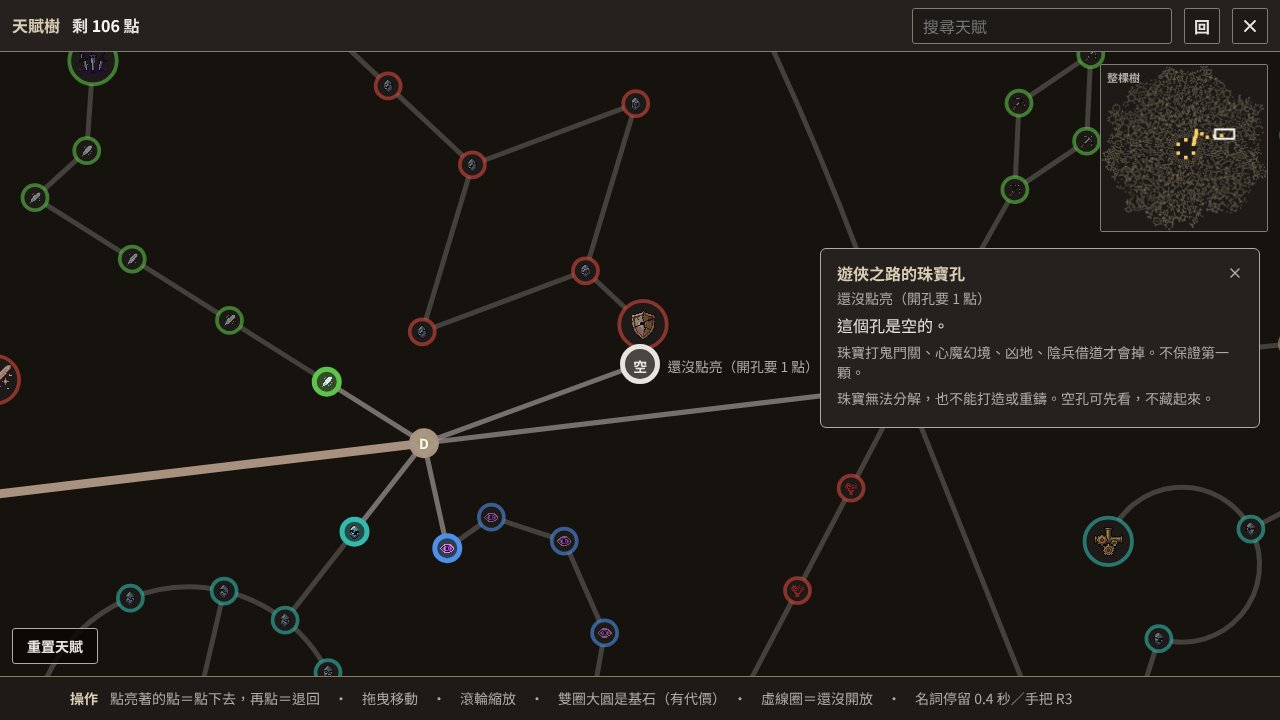 天賦樹 剩 106 點
搜尋天賦
回 ✕
整棵樹
遊俠之路的珠寶孔 ✕
還沒點亮（開孔要 1 點）
這個孔是空的。
珠寶打鬼門關、心魔幻境、凶地、陰兵借道才會掉。不保證第一
顆。
珠寶無法分解，也不能打造或重鑄。空孔可先看，不藏起來。
空 還沒點亮（開孔要 1 點）
D
重置天賦
操作 點亮著的點＝點下去，再點＝退回 • 拖曳移動 • 滾輪縮放 • 雙圈大圓是基石（有代價） • 虛線圈＝還沒開放 • 名詞停留 0.4 秒／手把 R3